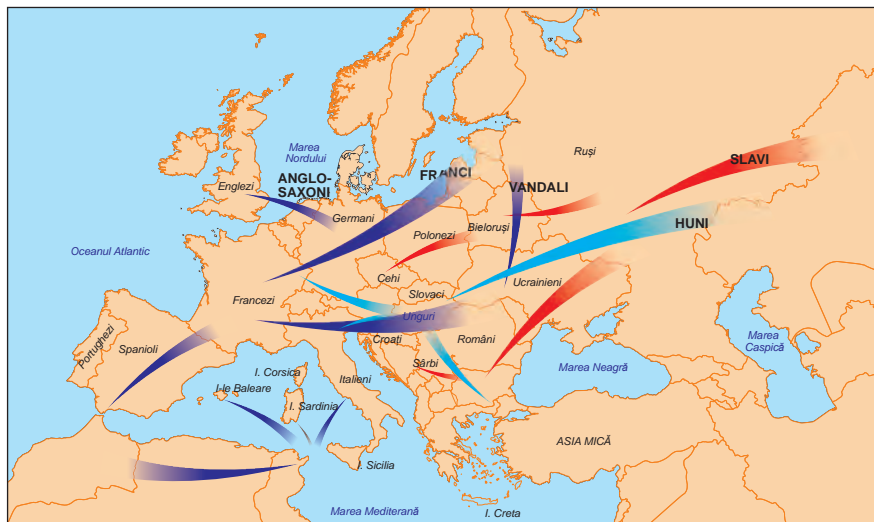 Marea
Nordului
ANGLO-
SAXONI
Englezi
Germani
FRANCI
VANDALI
Ruși
SLAVI
HUNI
Oceanul Atlantic
Polonezi
Bieloruși
Cehi
Slovaci
Ucrainieni
Francezi
Unguri
Croați
Români
Sârbi
Portughezi
Spanioli
I. Corsica
I-le Baleare
I. Sardinia
Italieni
Marea Neagră
Marea
Caspică
ASIA MICĂ
I. Sicilia
Marea Mediterană
I. Creta